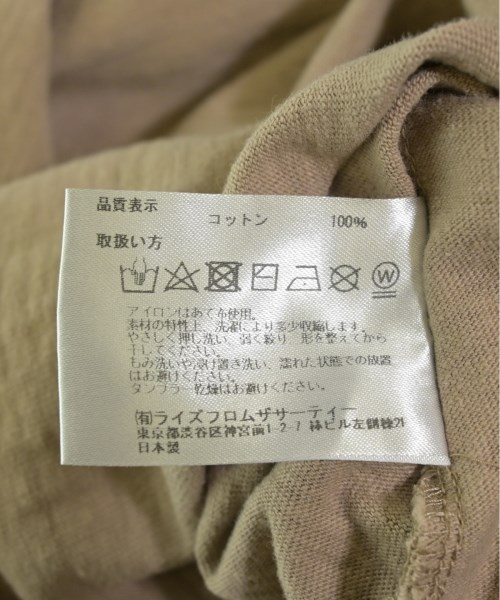 品質表示
コットン 100%
取扱い方
W
アイロンはあて布使用。
素材の特性上、洗濯により多少収縮します。
やさしく押し洗い、弱く絞り 形を整えてから
干してください。
もみ洗いや浸け置き洗い、濡れた状態での放置
はお避けください。
タンブラー乾燥はお避けください。
(有)ライズフロムザサーティー
東京都渋谷区神宮前1-2-7 ビル左側棟2F
日本製